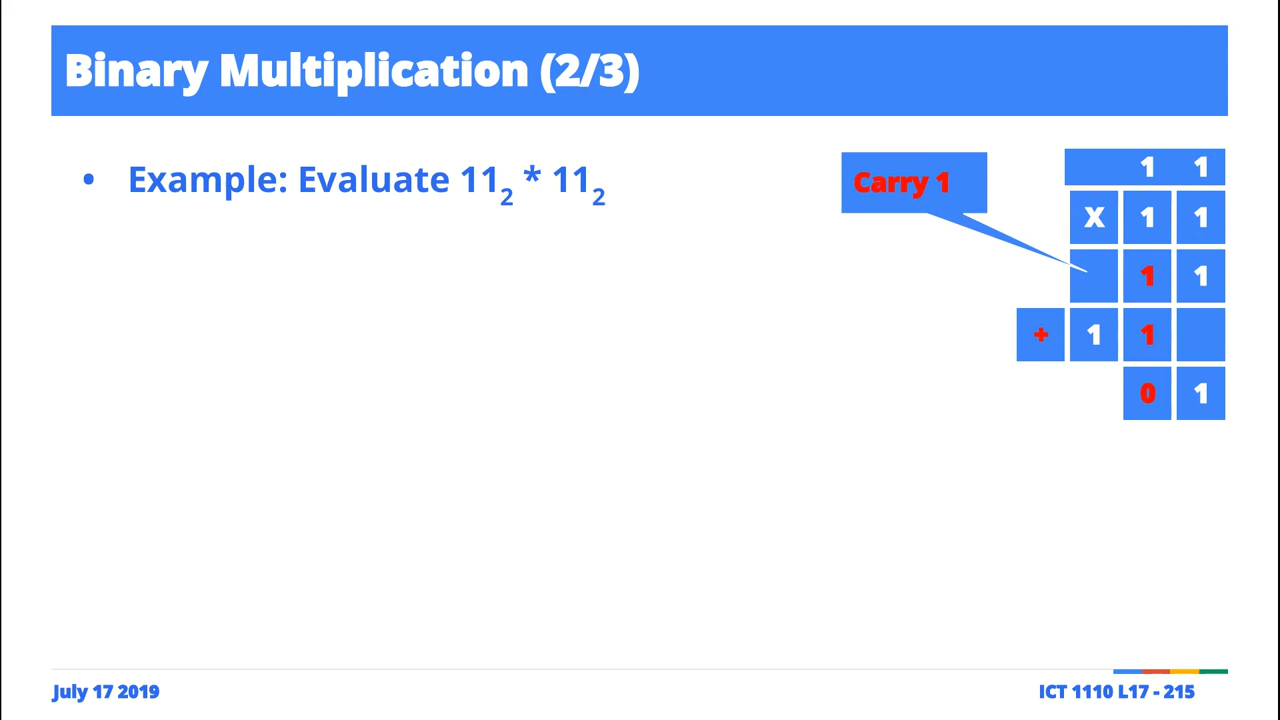 Binary Multiplication (2/3)
• Example: Evaluate 11₂ * 11₂
Carry 1
1 1
X 1 1
1 1
+ 1 1
0 1
July 17 2019
ICT 1110 L17 - 215